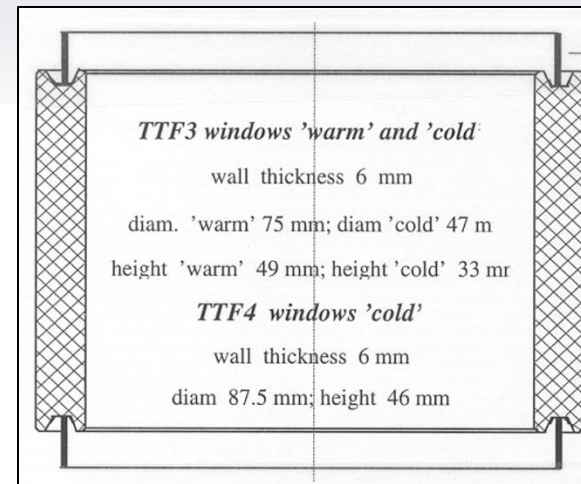 TTF3 windows 'warm' and 'cold'
wall thickness 6 mm
diam. 'warm' 75 mm; diam 'cold' 47 m
height 'warm' 49 mm; height 'cold' 33 mr
TTF4 windows 'cold'
wall thickness 6 mm
diam 87.5 mm; height 46 mm